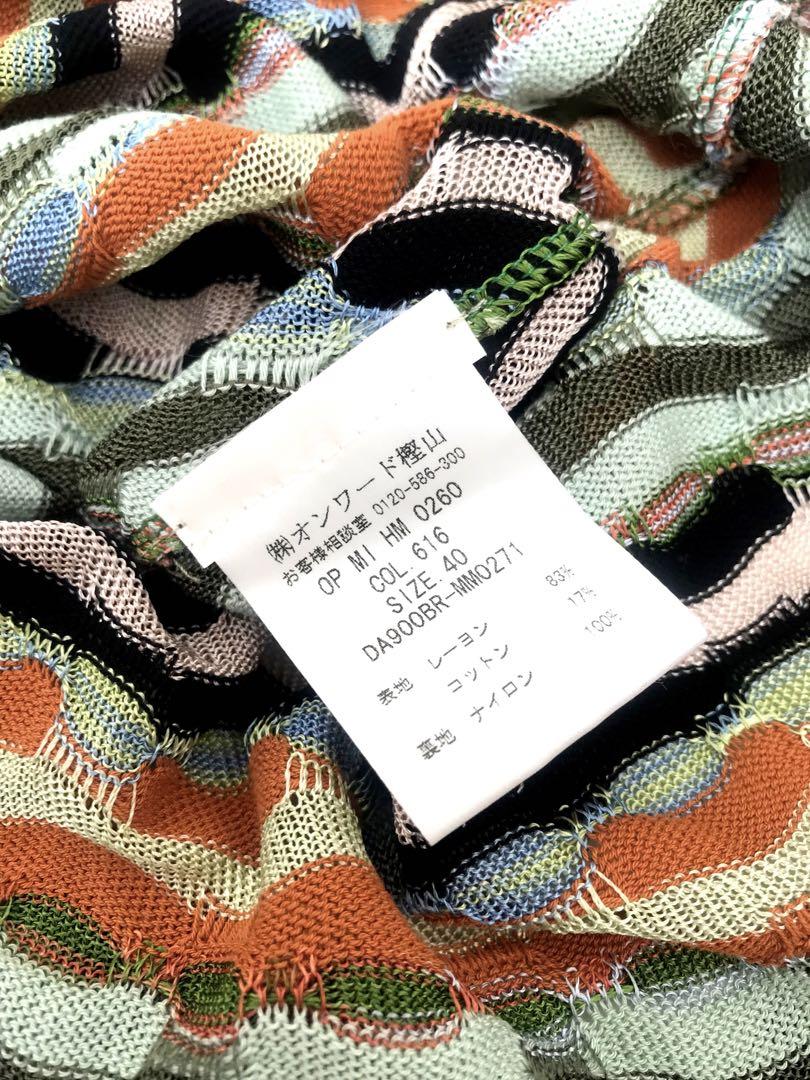 ㈱オンワード樫山
お客様相談室 0120-586-300
OP MI HM 0260
COL. 616
SIZE. 40
DA900BR-MM0271
表地 レーヨン 83%
コットン 17%
裏地 ナイロン 100%